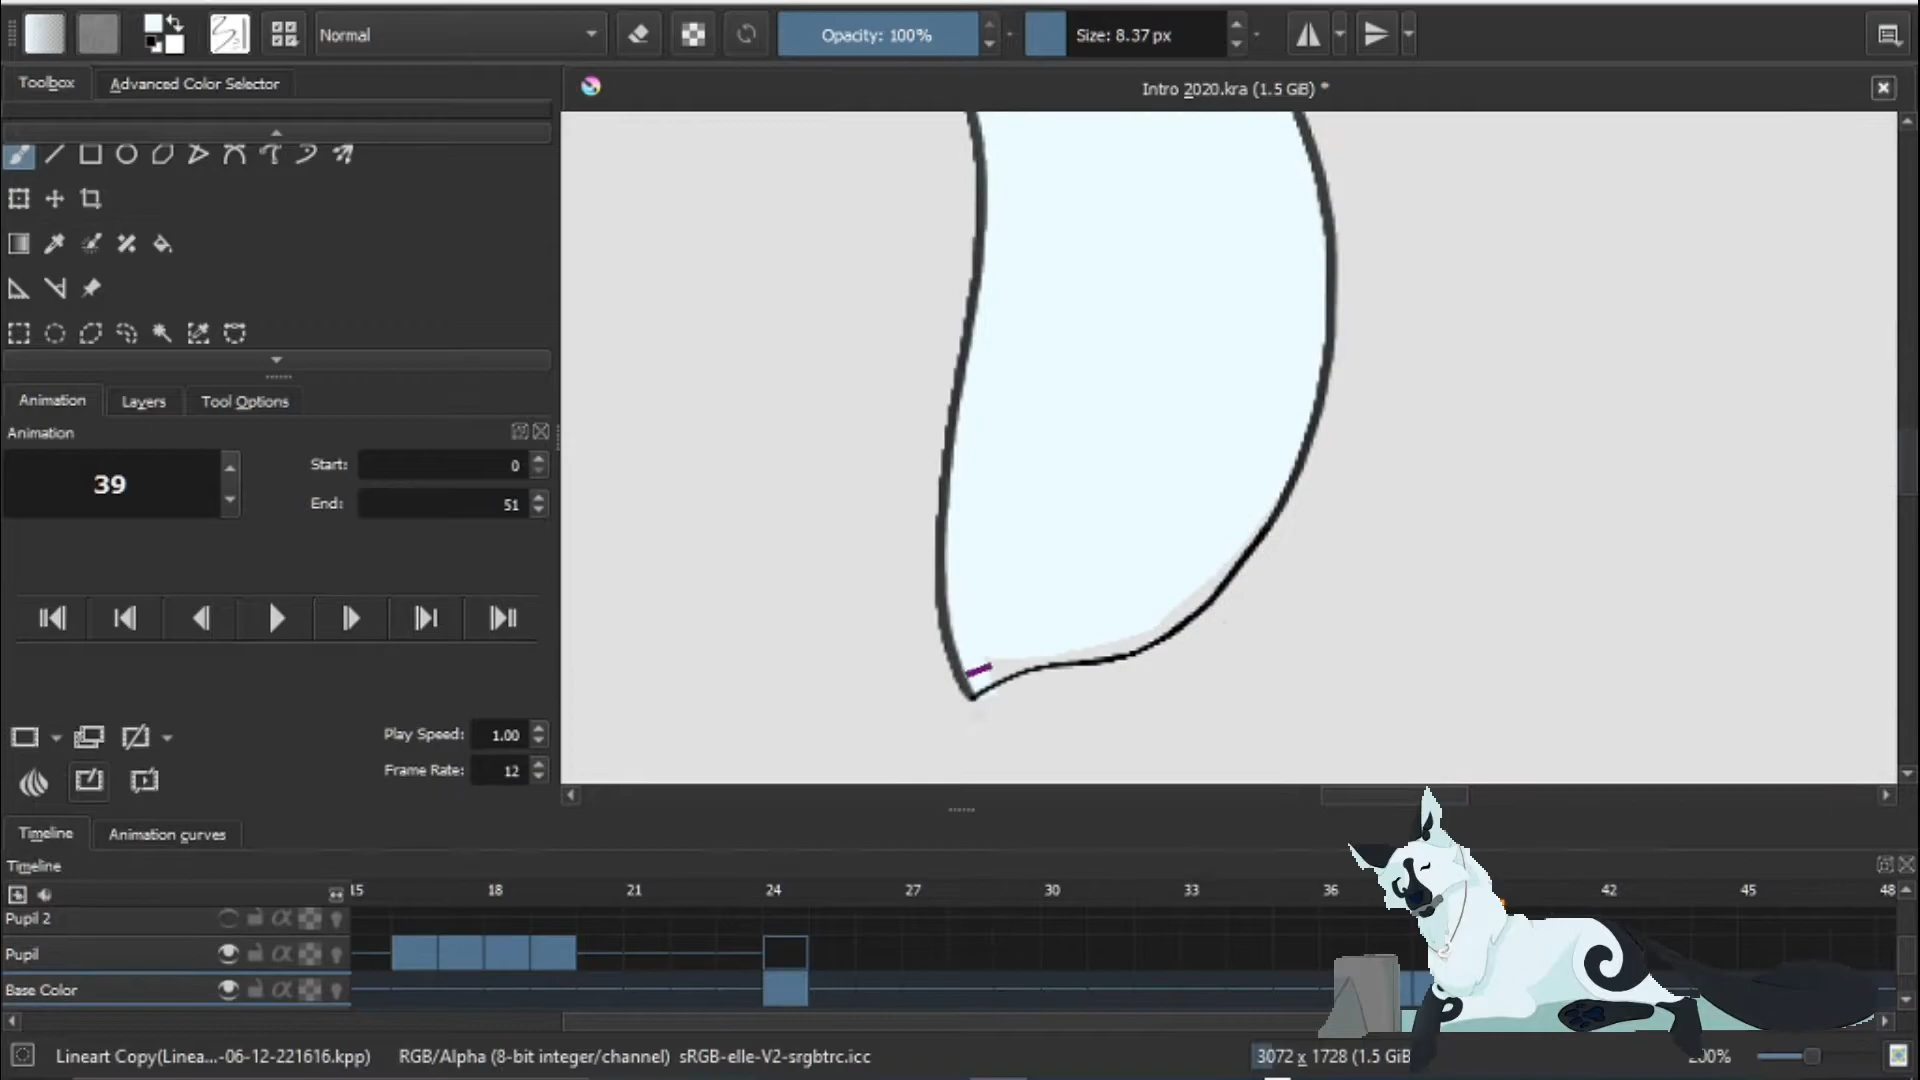 Normal
Opacity: 100%
Size: 8.37 px
Toolbox
Advanced Color Selector
Intro 2020.kra (1.5 GiB) *
Animation
Layers
Tool Options
Animation
39
Start:
0
End:
51
Play Speed:
1.00
Frame Rate:
12
Timeline
Animation curves
Timeline
15 18 21 24 27 30 33 36 42 45 48
Pupil 2
Pupil
Base Color
Lineart Copy(Linea...-06-12-221616.kpp)
RGB/Alpha (8-bit integer/channel) sRGB-elle-V2-srgbtrc.icc
3072 x 1728 (1.5 GiB